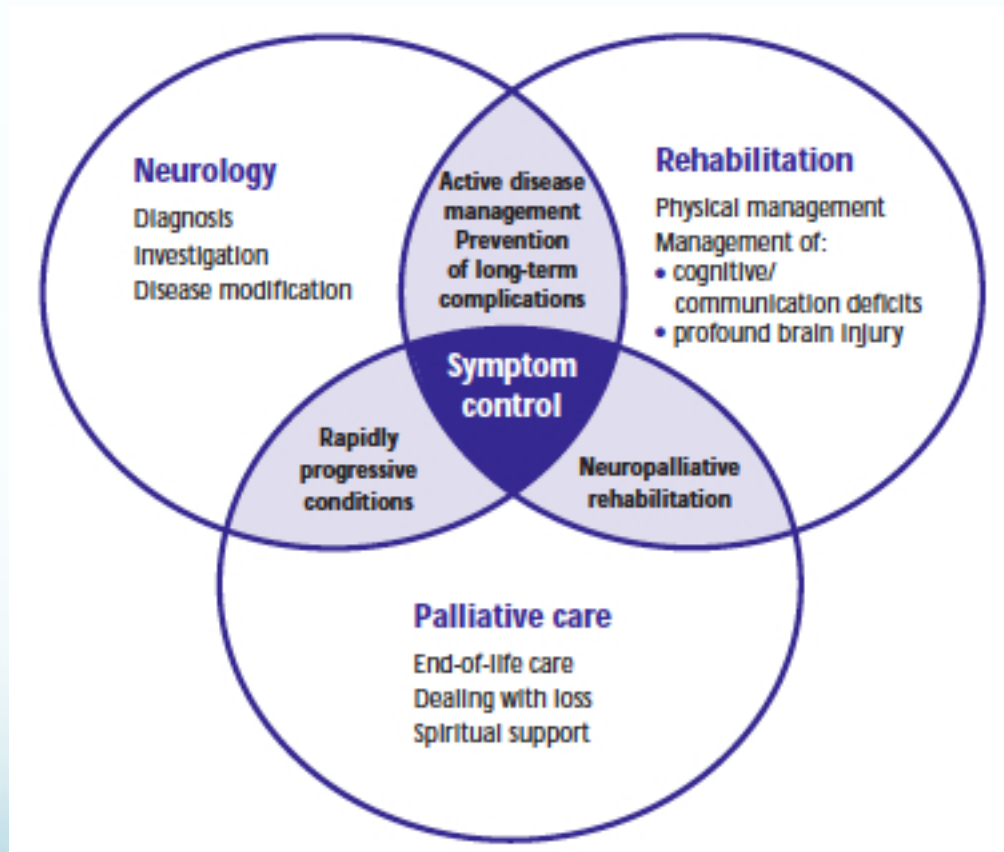 Neurology
Diagnosis
Investigation
Disease modification
Active disease
management
Prevention
of long-term
complications
Rehabilitation
Physical management
Management of:
• cognitive/
communication deficits
• profound brain injury
Symptom
control
Rapidly
progressive
conditions
Neuropalliative
rehabilitation
Palliative care
End-of-life care
Dealing with loss
Spiritual support